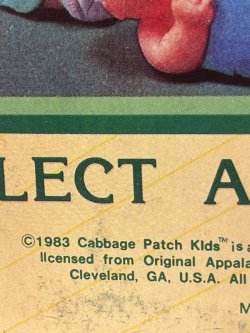 LECT A
©1983 Cabbage Patch Kids™ is a
licensed from Original Appala
Cleveland, GA, U.S.A. All
M